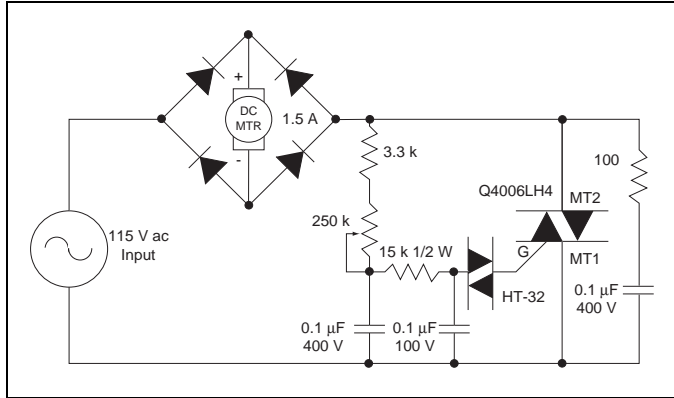 +
DC
MTR
-
1.5 A
3.3 k
100
250 k
Q4006LH4
MT2
15 k 1/2 W
G
MT1
HT-32
115 V ac
Input
0.1 µF
400 V
0.1 µF
100 V
0.1 µF
400 V